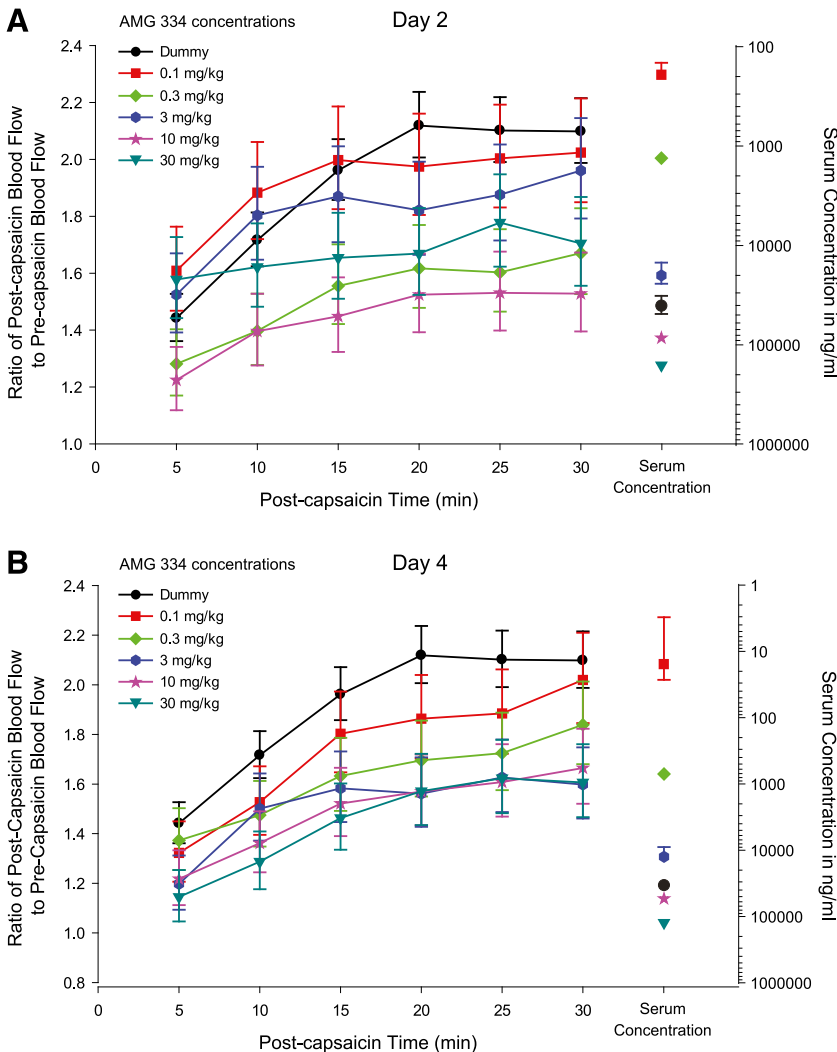 A
AMG 334 concentrations
Day 2
Dummy
0.1 mg/kg
0.3 mg/kg
3 mg/kg
10 mg/kg
30 mg/kg
Ratio of Post-capsaicin Blood Flow
to Pre-capsaicin Blood Flow
2.4
2.2
2.0
1.8
1.6
1.4
1.2
1.0
0
5
10
15
20
25
30
Serum
Concentration
Post-capsaicin Time (min)
100
1000
10000
100000
1000000
Serum Concentration in ng/ml
B
AMG 334 concentrations
Day 4
Dummy
0.1 mg/kg
0.3 mg/kg
3 mg/kg
10 mg/kg
30 mg/kg
Ratio of Post-Capsaicin Blood Flow
to Pre-Capsaicin Blood Flow
2.4
2.2
2.0
1.8
1.6
1.4
1.2
1.0
0.8
0
5
10
15
20
25
30
Serum
Concentration
Post-capsaicin Time (min)
1
10
100
1000
10000
100000
1000000
Serum Concentration in ng/ml